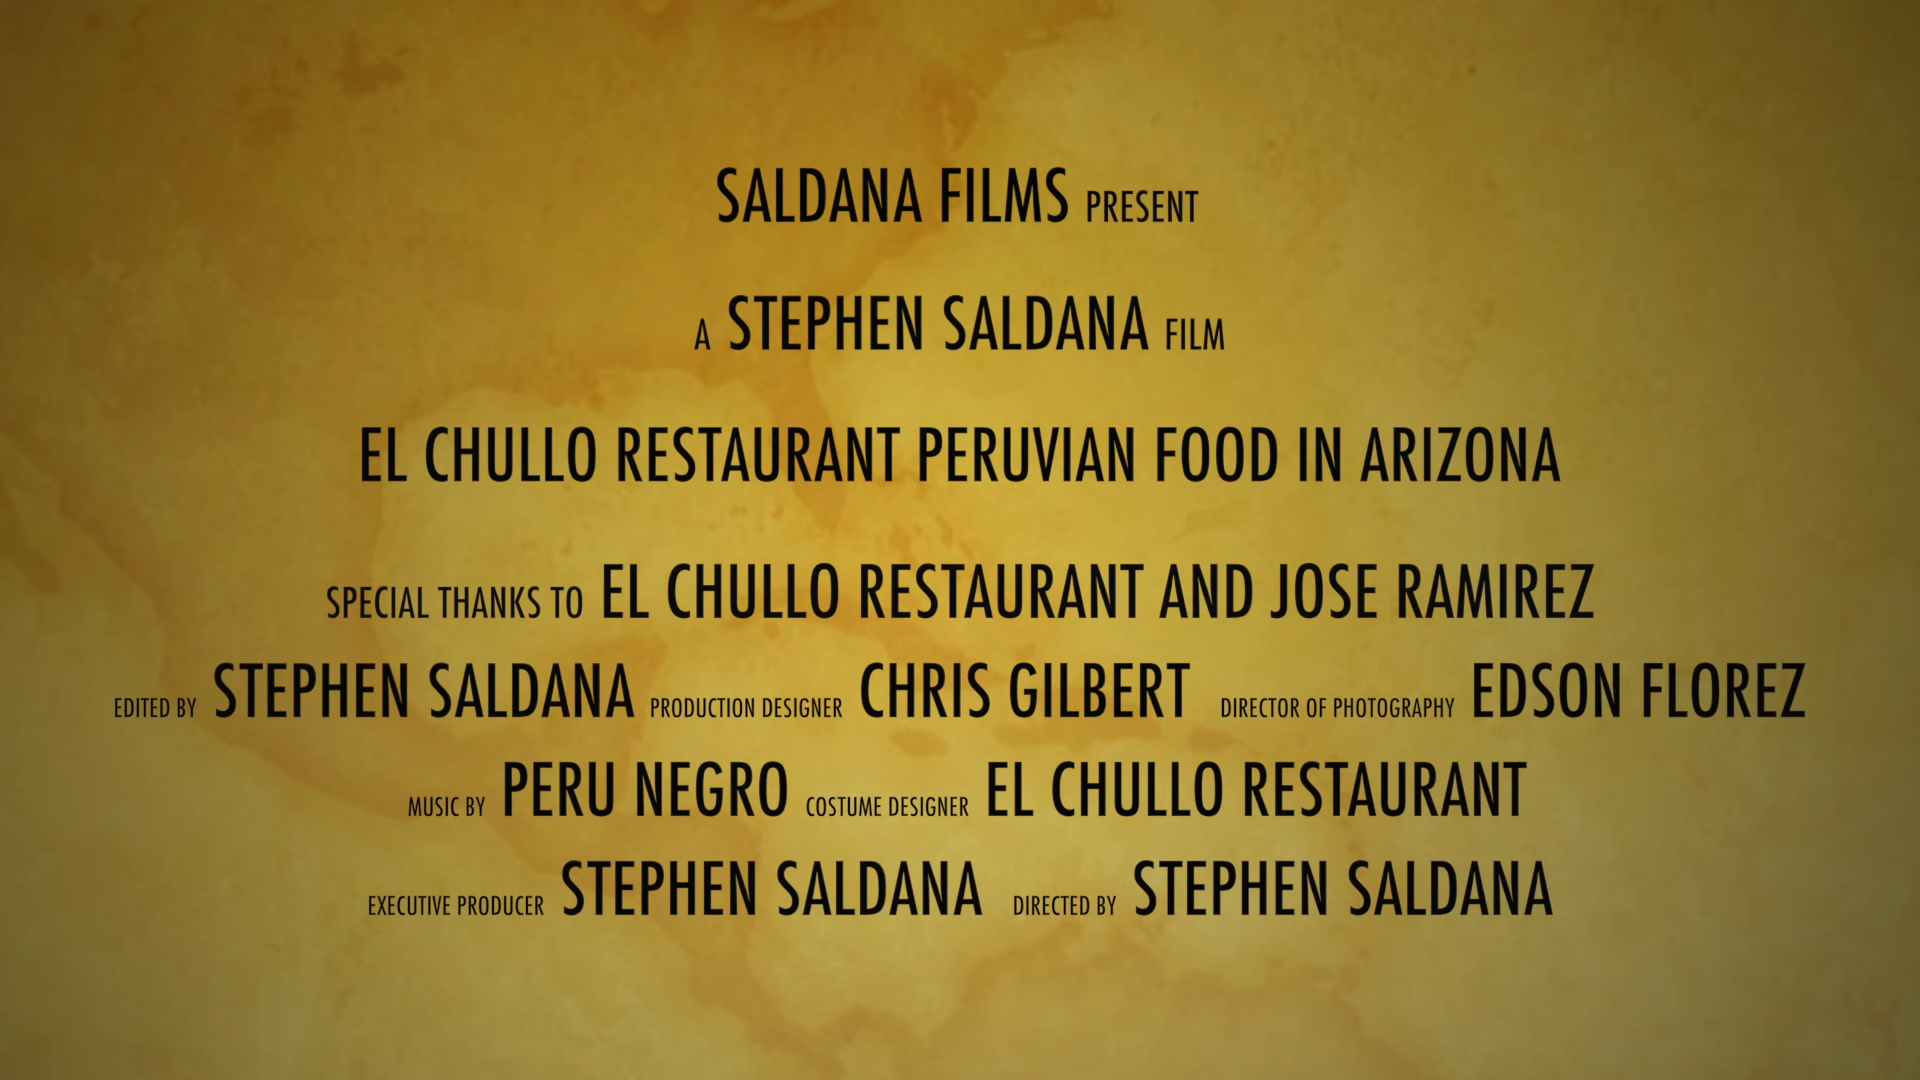 SALDANA FILMS PRESENT
A STEPHEN SALDANA FILM
EL CHULLO RESTAURANT PERUVIAN FOOD IN ARIZONA
SPECIAL THANKS TO EL CHULLO RESTAURANT AND JOSE RAMIREZ
EDITED BY STEPHEN SALDANA PRODUCTION DESIGNER CHRIS GILBERT DIRECTOR OF PHOTOGRAPHY EDSON FLOREZ
MUSIC BY PERU NEGRO COSTUME DESIGNER EL CHULLO RESTAURANT
EXECUTIVE PRODUCER STEPHEN SALDANA DIRECTED BY STEPHEN SALDANA